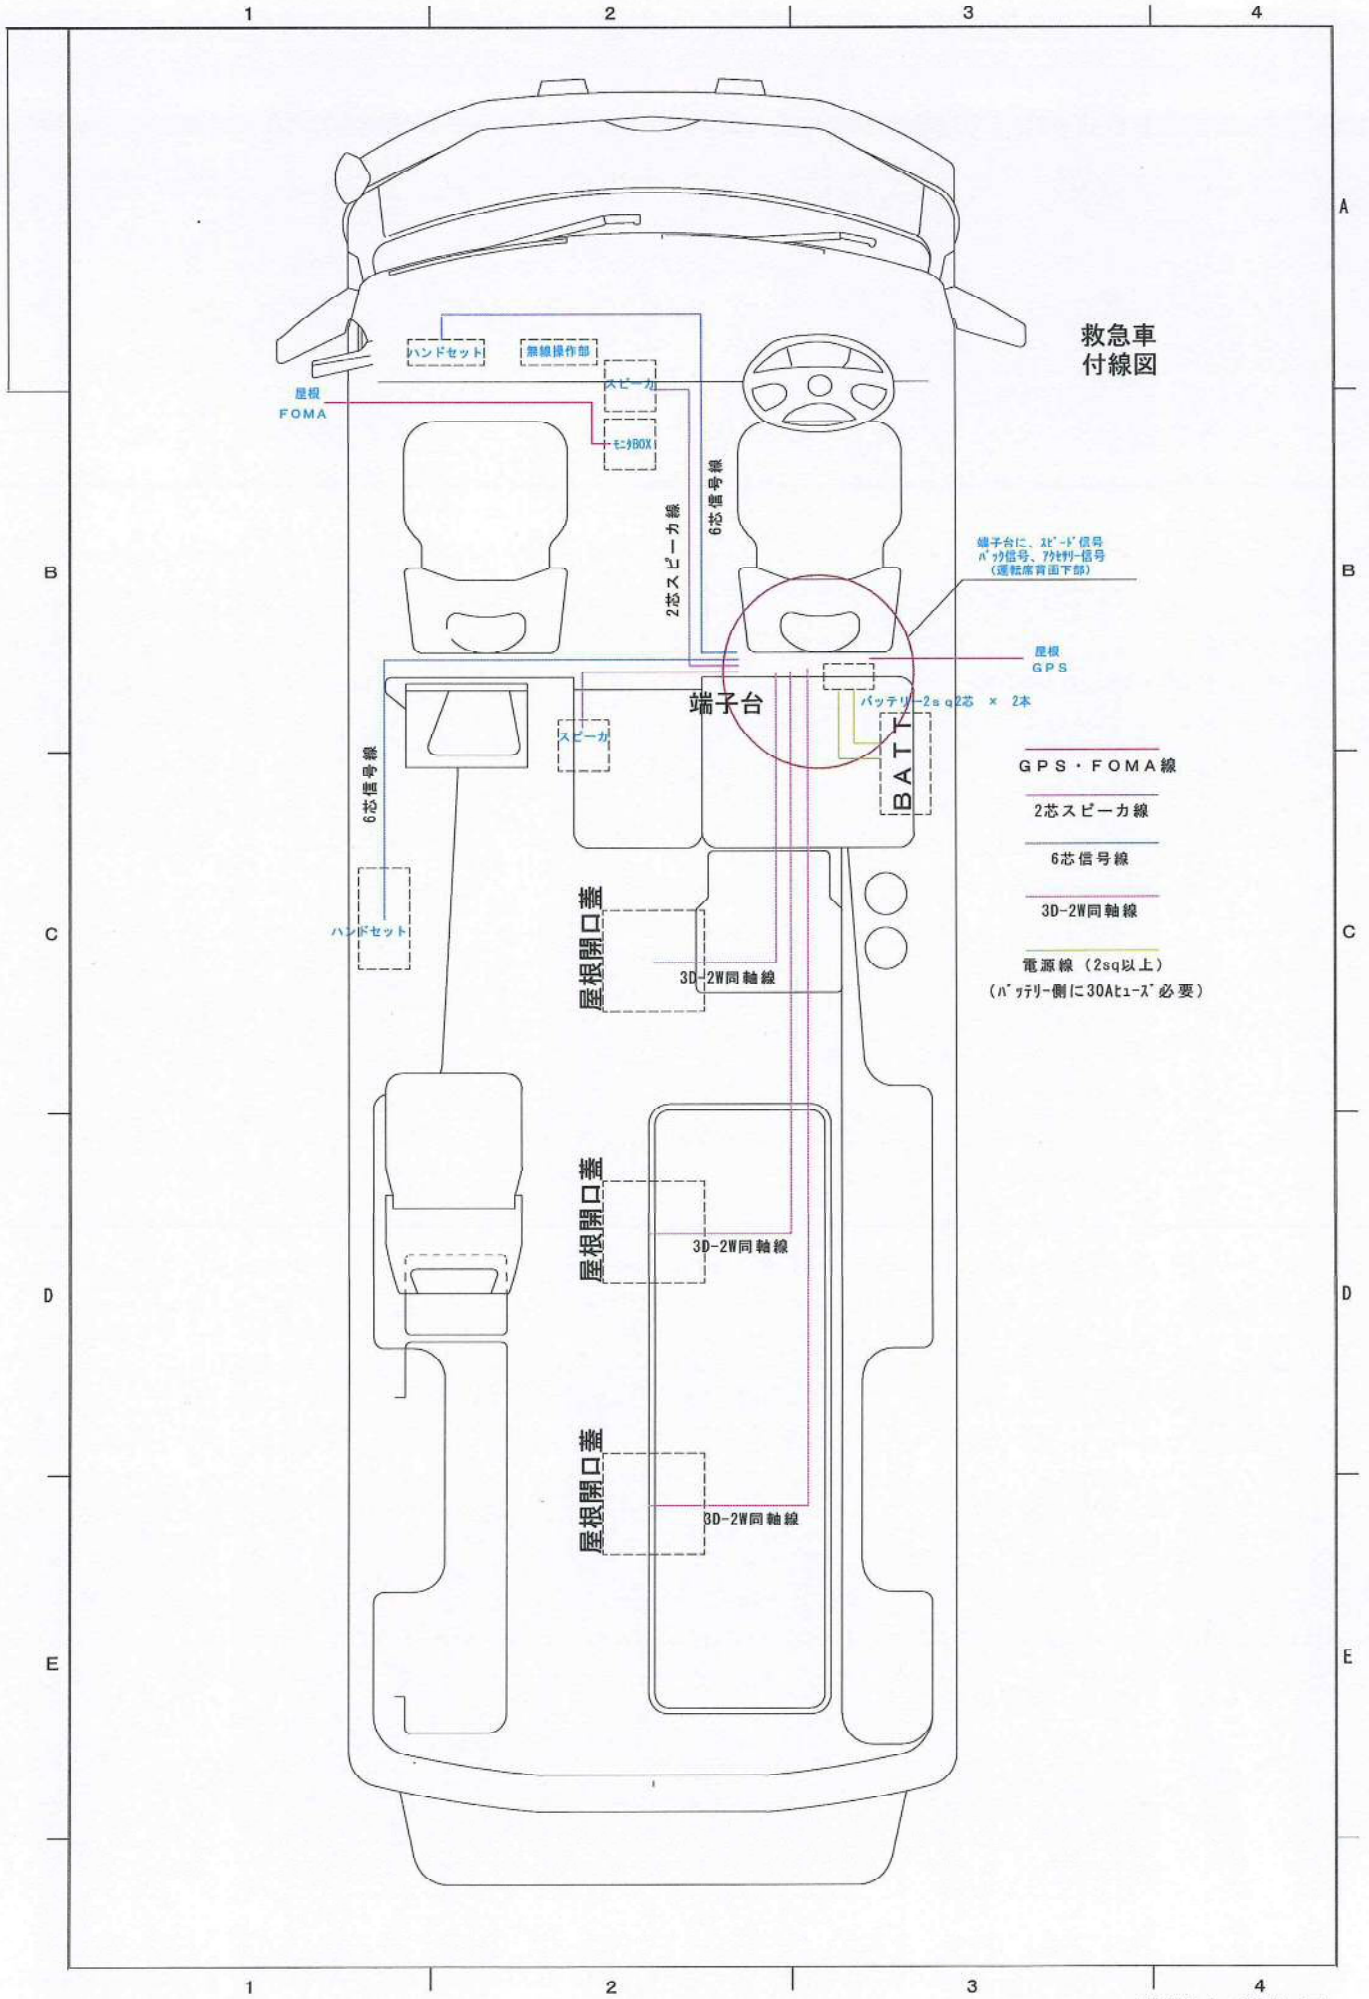 1
2
3
4
A
救急車
付線図
ハンドセット
無線操作部
スピーカ
屋根
FOMA
ﾓﾆﾀBOX
6芯信号線
2芯スピーカ線
端子台に、ｽﾋﾟｰﾄﾞ信号
ﾊﾞｯｸ信号、ｱｸｾｻﾘｰ信号
(運転席背面下部)
B
B
屋根
GPS
端子台
バッテリー2sq2芯 × 2本
スピーカ
BATT
6芯信号線
GPS・FOMA線
2芯スピーカ線
6芯信号線
3D-2W同軸線
電源線（2sq以上）
(ﾊﾞｯﾃﾘｰ側に30Aﾋｭｰｽﾞ必要)
C
C
ハンドセット
屋根開口蓋
3D-2W同軸線
屋根開口蓋
3D-2W同軸線
D
D
屋根開口蓋
3D-2W同軸線
E
E
1
2
3
4